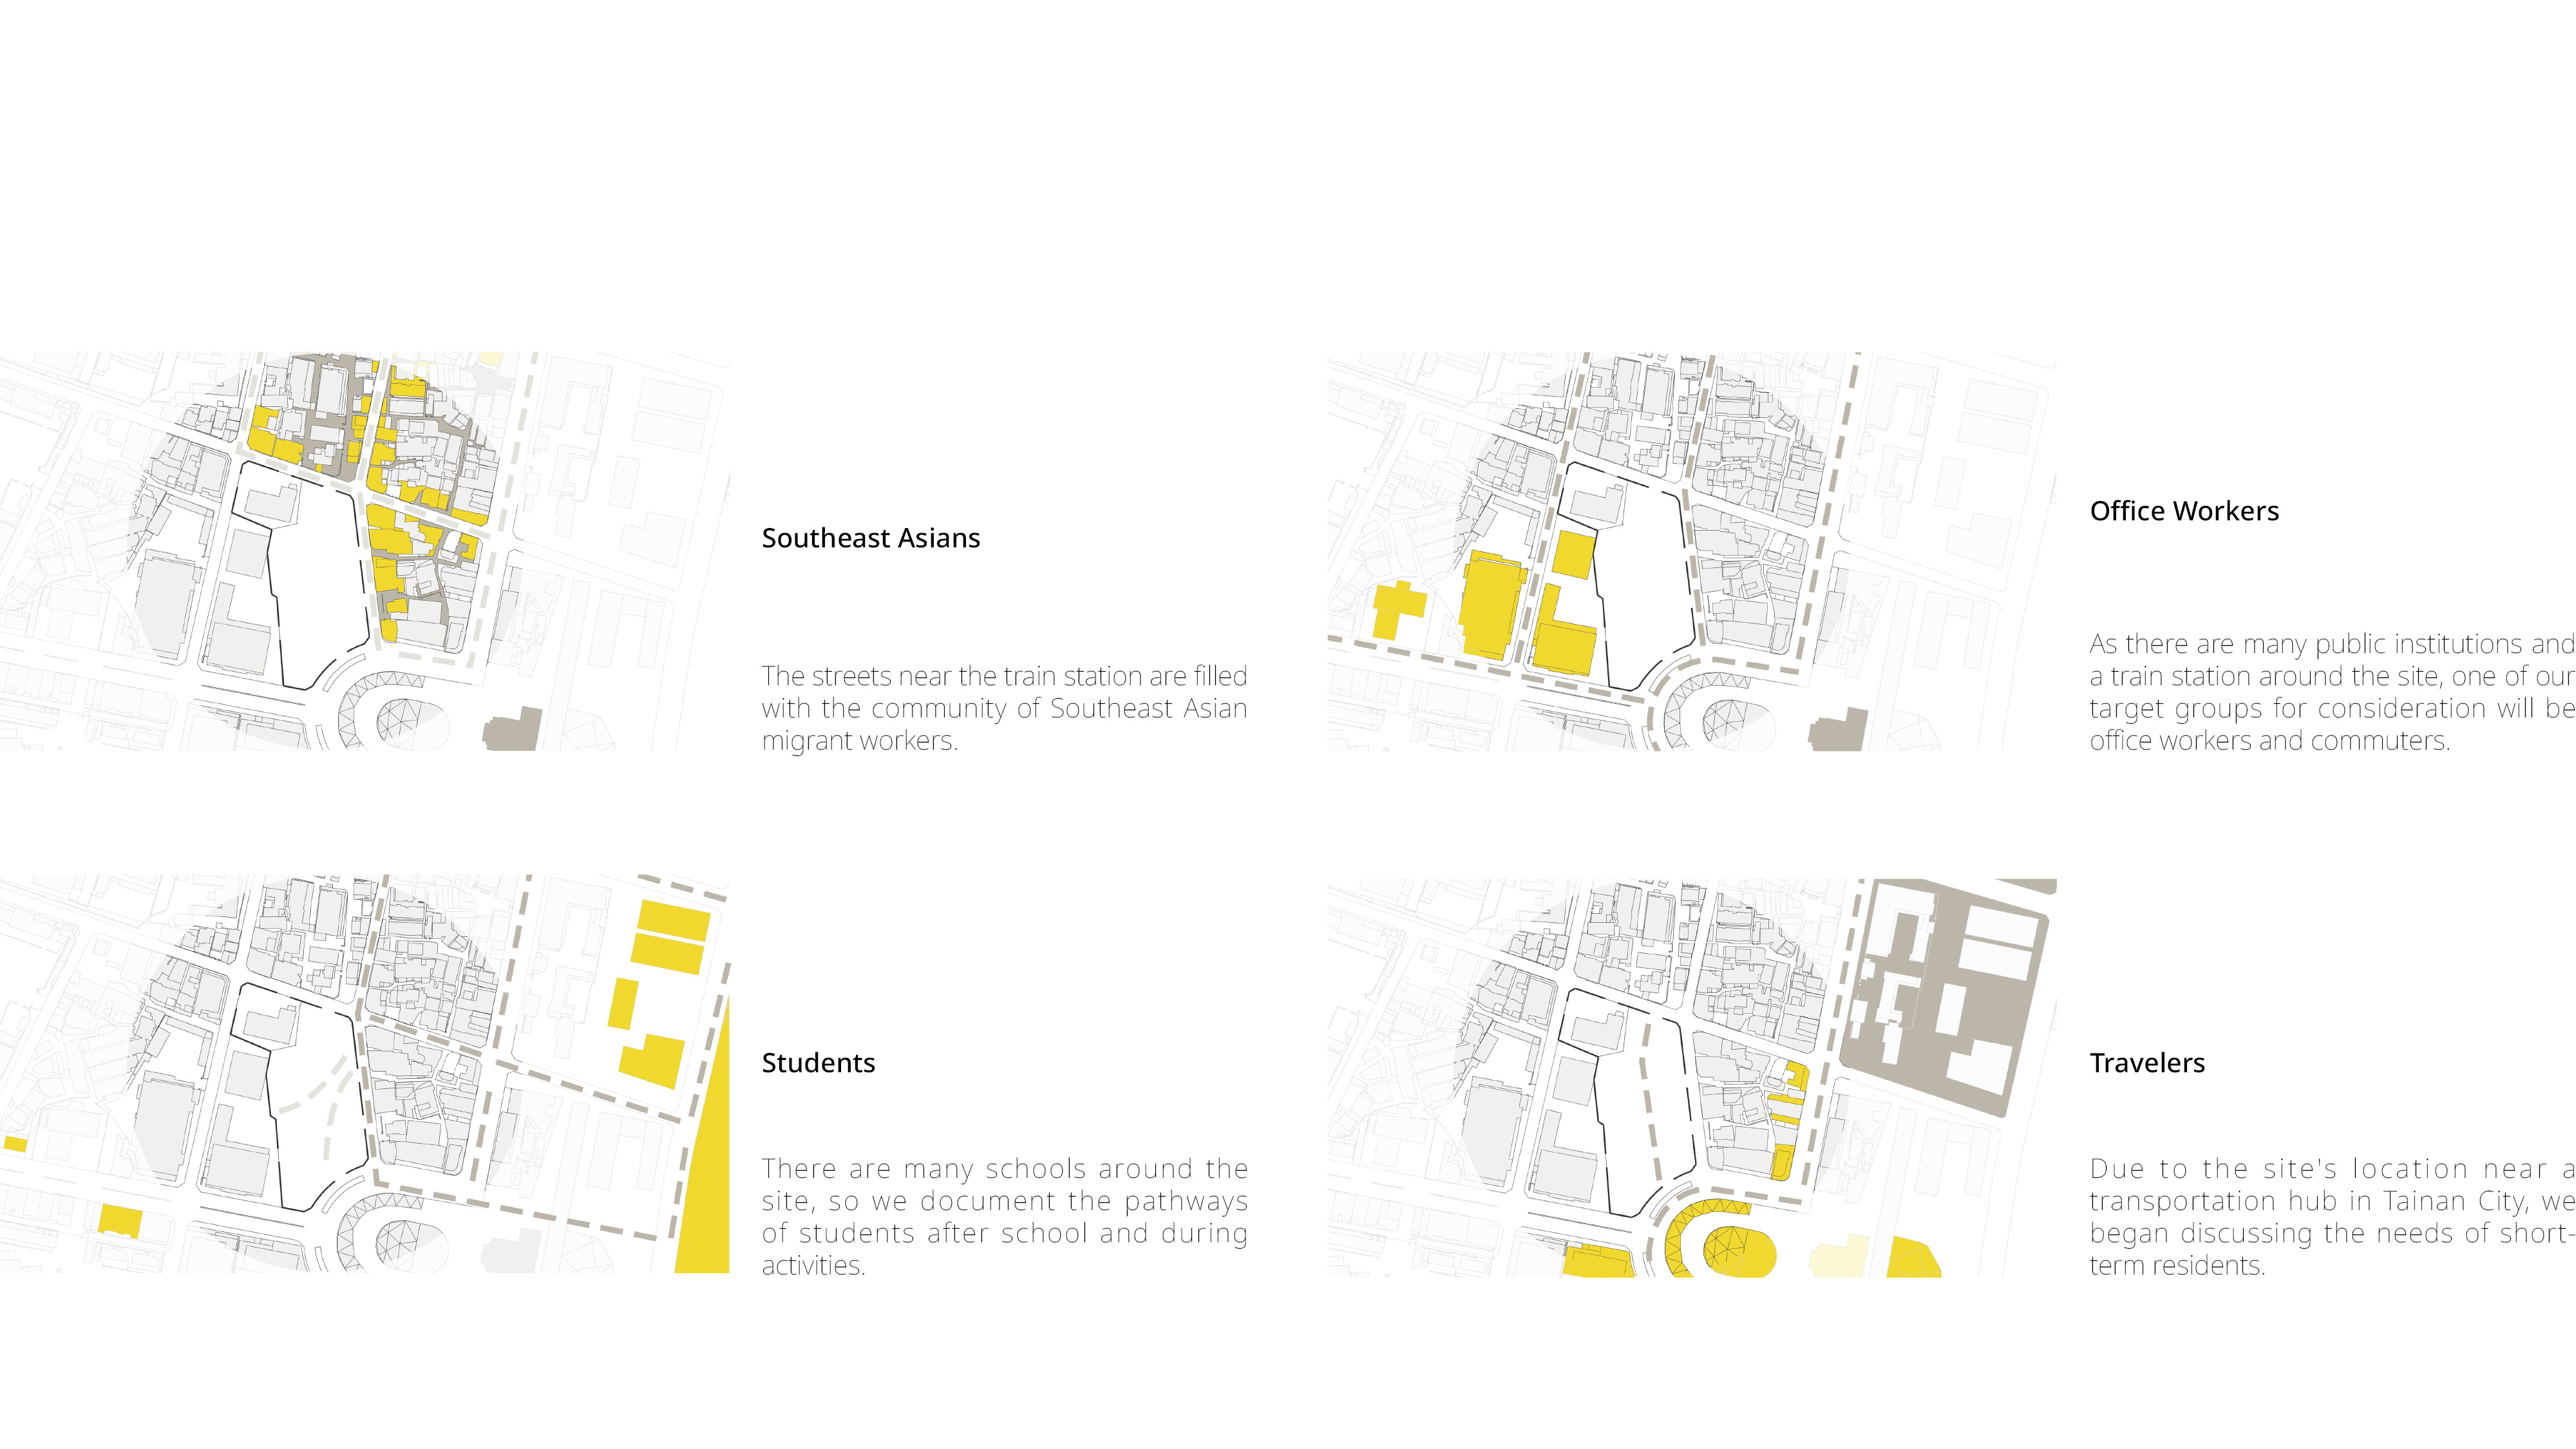 Southeast Asians
The streets near the train station are filled
with the community of Southeast Asian
migrant workers.
Office Workers
As there are many public institutions and
a train station around the site, one of our
target groups for consideration will be
office workers and commuters.
Students
There are many schools around the
site, so we document the pathways
of students after school and during
activities.
Travelers
Due to the site's location near a
transportation hub in Tainan City, we
began discussing the needs of short-
term residents.